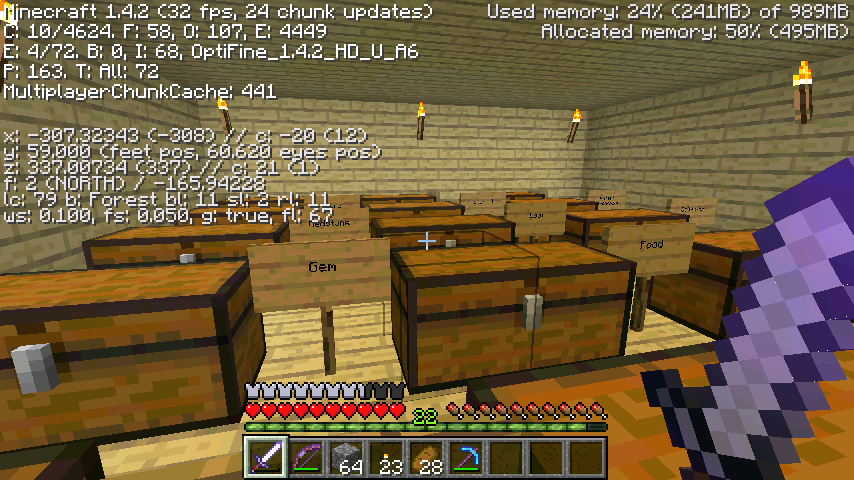 Minecraft 1.4.2 (32 fps, 24 chunk updates)
C: 10/4624. F: 58, O: 107, E: 4449
E: 4/72. B: 0, I: 68, OptiFine_1.4.2_HD_U_A6
P: 163. T: All: 72
MultiplayerChunkCache: 441
Used memory: 24% (241MB) of 989MB
Allocated memory: 50% (495MB)
x: -307.32343 (-308) // c: -20 (12)
y: 59.000 (feet pos, 60.620 eyes pos)
z: 337.00734 (337) // c: 21 (1)
f: 2 (NORTH) / -165.94228
lc: 79 b: Forest bl: 11 sl: 2 rl: 11
ws: 0.100, fs: 0.050, g: true, fl: 67
Redstone
Gem
Food
22
64
23
28